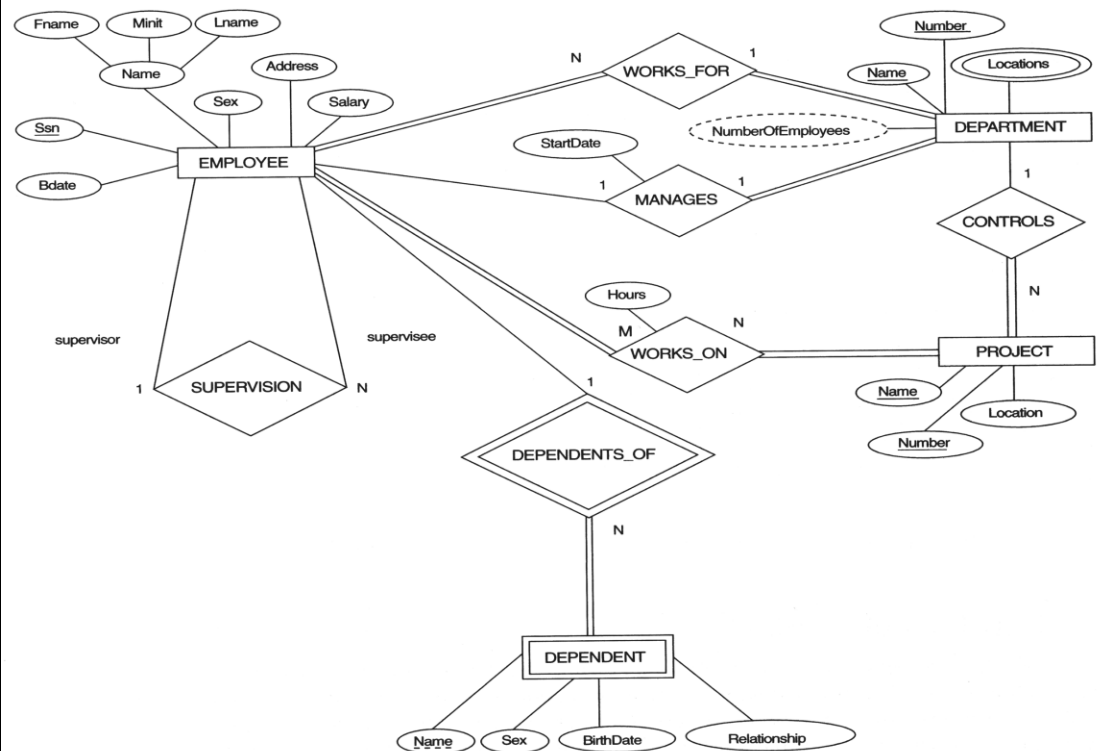 Fname
Minit
Lname
Name
Address
Sex
Salary
Ssn
Bdate
EMPLOYEE
N
WORKS_FOR
1
Number
Name
Locations
NumberOfEmployees
DEPARTMENT
StartDate
1
MANAGES
1
1
CONTROLS
N
supervisor
supervisee
1
SUPERVISION
N
Hours
M
WORKS_ON
N
PROJECT
Name
Number
Location
1
DEPENDENTS_OF
N
DEPENDENT
Name
Sex
BirthDate
Relationship